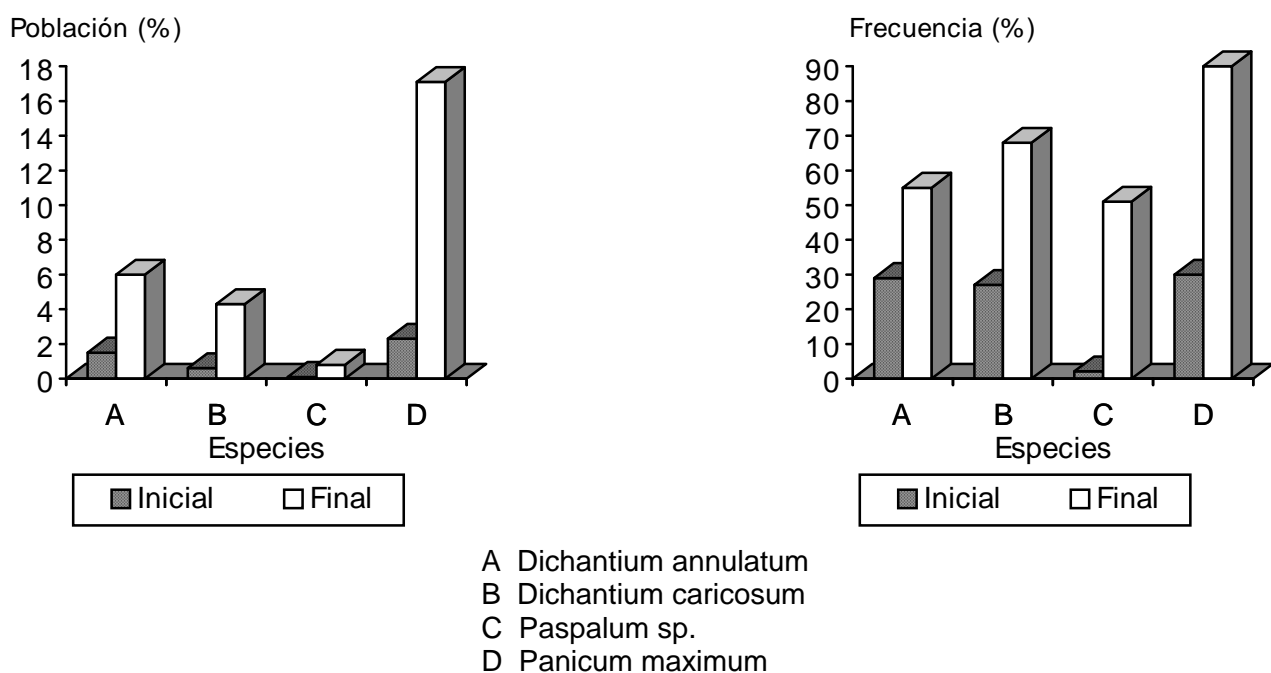 Población (%)
18
16
14
12
10
8
6
4
2
0
A B C D
Especies
Inicial Final
Frecuencia (%)
90
80
70
60
50
40
30
20
10
0
A B C D
Especies
Inicial Final
A Dichantium annulatum
B Dichantium caricosum
C Paspalum sp.
D Panicum maximum